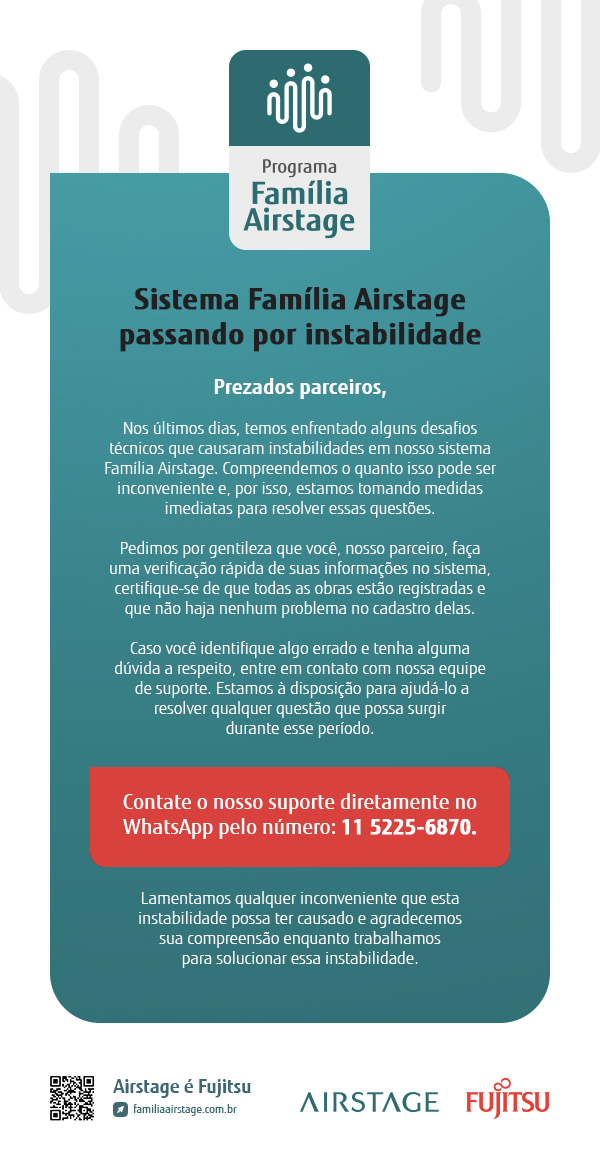 Programa
Família
Airstage
Sistema Família Airstage
passando por instabilidade
Prezados parceiros,
Nos últimos dias, temos enfrentado alguns desafios
técnicos que causaram instabilidades em nosso sistema
Família Airstage. Compreendemos o quanto isso pode ser
inconveniente e, por isso, estamos tomando medidas
imediatas para resolver essas questões.
Pedimos por gentileza que você, nosso parceiro, faça
uma verificação rápida de suas informações no sistema,
certifique-se de que todas as obras estão registradas e
que não haja nenhum problema no cadastro delas.
Caso você identifique algo errado e tenha alguma
dúvida a respeito, entre em contato com nossa equipe
de suporte. Estamos à disposição para ajudá-lo a
resolver qualquer questão que possa surgir
durante esse período.
Contate o nosso suporte diretamente no
WhatsApp pelo número: 11 5225-6870.
Lamentamos qualquer inconveniente que esta
instabilidade possa ter causado e agradecemos
sua compreensão enquanto trabalhamos
para solucionar essa instabilidade.
Airstage é Fujitsu
familiaairstage.com.br
AIRSTAGE
FUJITSU